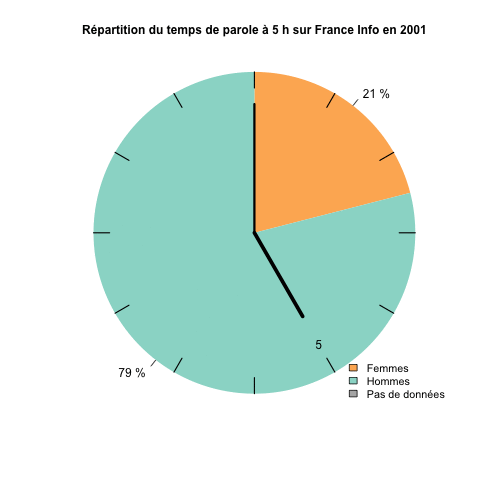 Répartition du temps de parole à 5 h sur France Info en 2001
21 %
5
79 %
Femmes
Hommes
Pas de données